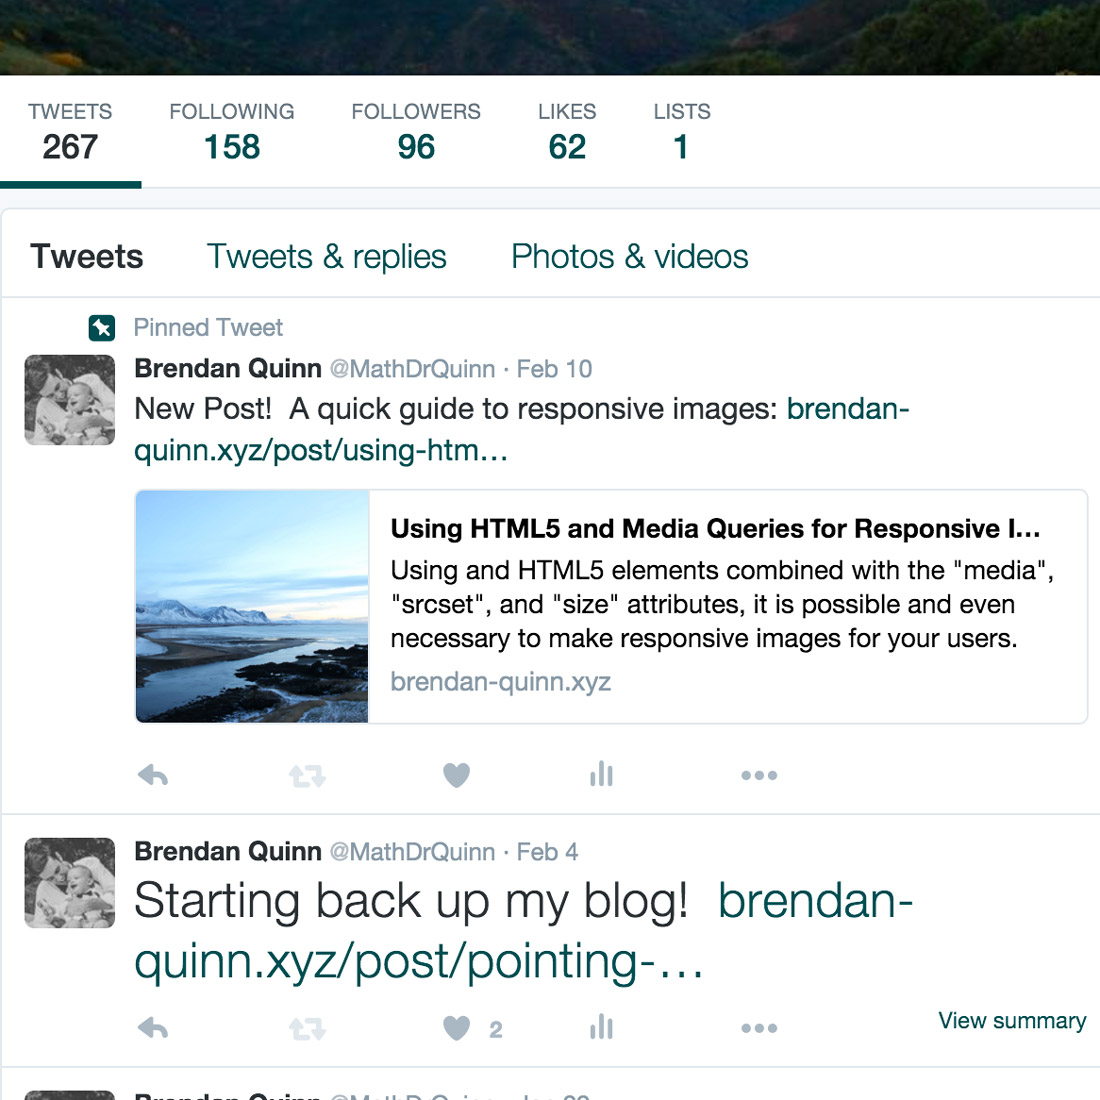 TWEETS FOLLOWING FOLLOWERS LIKES LISTS
267 158 96 62 1
Tweets Tweets & replies Photos & videos
Pinned Tweet
Brendan Quinn @MathDrQuinn · Feb 10
New Post!  A quick guide to responsive images: brendan-
quinn.xyz/post/using-htm…
Using HTML5 and Media Queries for Responsive I...
Using and HTML5 elements combined with the "media",
"srcset", and "size" attributes, it is possible and even
necessary to make responsive images for your users.
brendan-quinn.xyz
Brendan Quinn @MathDrQuinn · Feb 4
Starting back up my blog!  brendan-
quinn.xyz/post/pointing-…
2
View summary
Brendan Quinn @MathDrQuinn